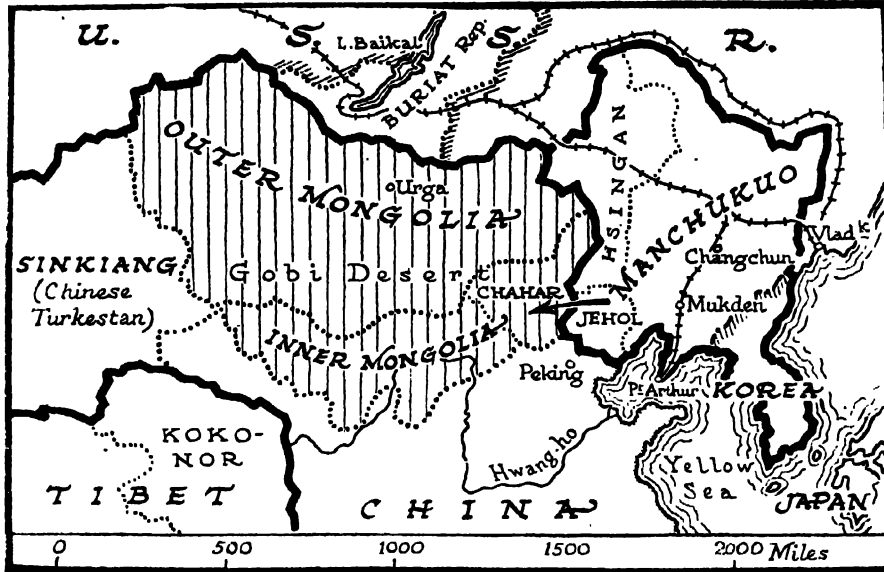 U. S. S. R.
L. Baikal
BURIAT Rep.
OUTER MONGOLIA
Urga
HSINGAN
MANCHUKUO
Vladk
Changchun
SINKIANG
(Chinese
Turkestan)
Gobi Desert
CHAHAR
JEHOL
Mukden
INNER MONGOLIA
Peking
Pt. Arthur
KOREA
KOKO-
NOR
Hwang-ho
Yellow
Sea
TIBET
CHINA
JAPAN
0 500 1000 1500 2000 Miles